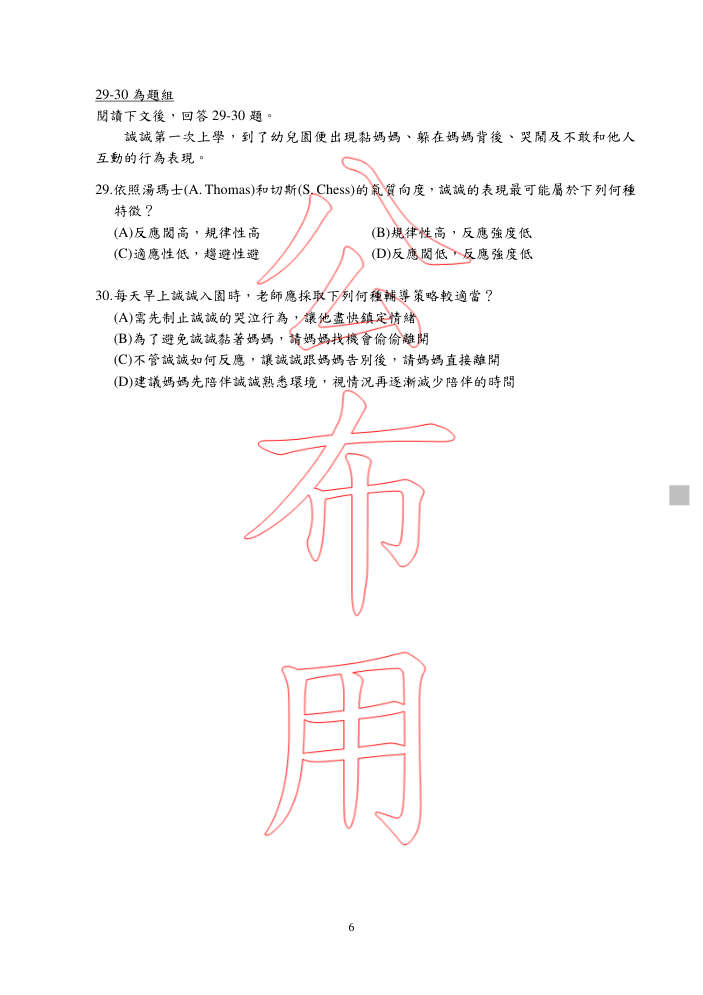 29-30 為題組
閱讀下文後，回答 29-30 題。
誠誠第一次上學，到了幼兒園便出現黏媽媽、躲在媽媽背後、哭鬧及不敢和他人
互動的行為表現。
29.依照湯瑪士(A. Thomas)和切斯(S. Chess)的氣質向度，誠誠的表現最可能屬於下列何種
特徵？
(A)反應閾高，規律性高 (B)規律性高，反應強度低
(C)適應性低，趨避性避 (D)反應閾低，反應強度低
30.每天早上誠誠入園時，老師應採取下列何種輔導策略較適當？
(A)需先制止誠誠的哭泣行為，讓他盡快鎮定情緒
(B)為了避免誠誠黏著媽媽，請媽媽找機會偷偷離開
(C)不管誠誠如何反應，讓誠誠跟媽媽告別後，請媽媽直接離開
(D)建議媽媽先陪伴誠誠熟悉環境，視情況再逐漸減少陪伴的時間
公
布
用
6